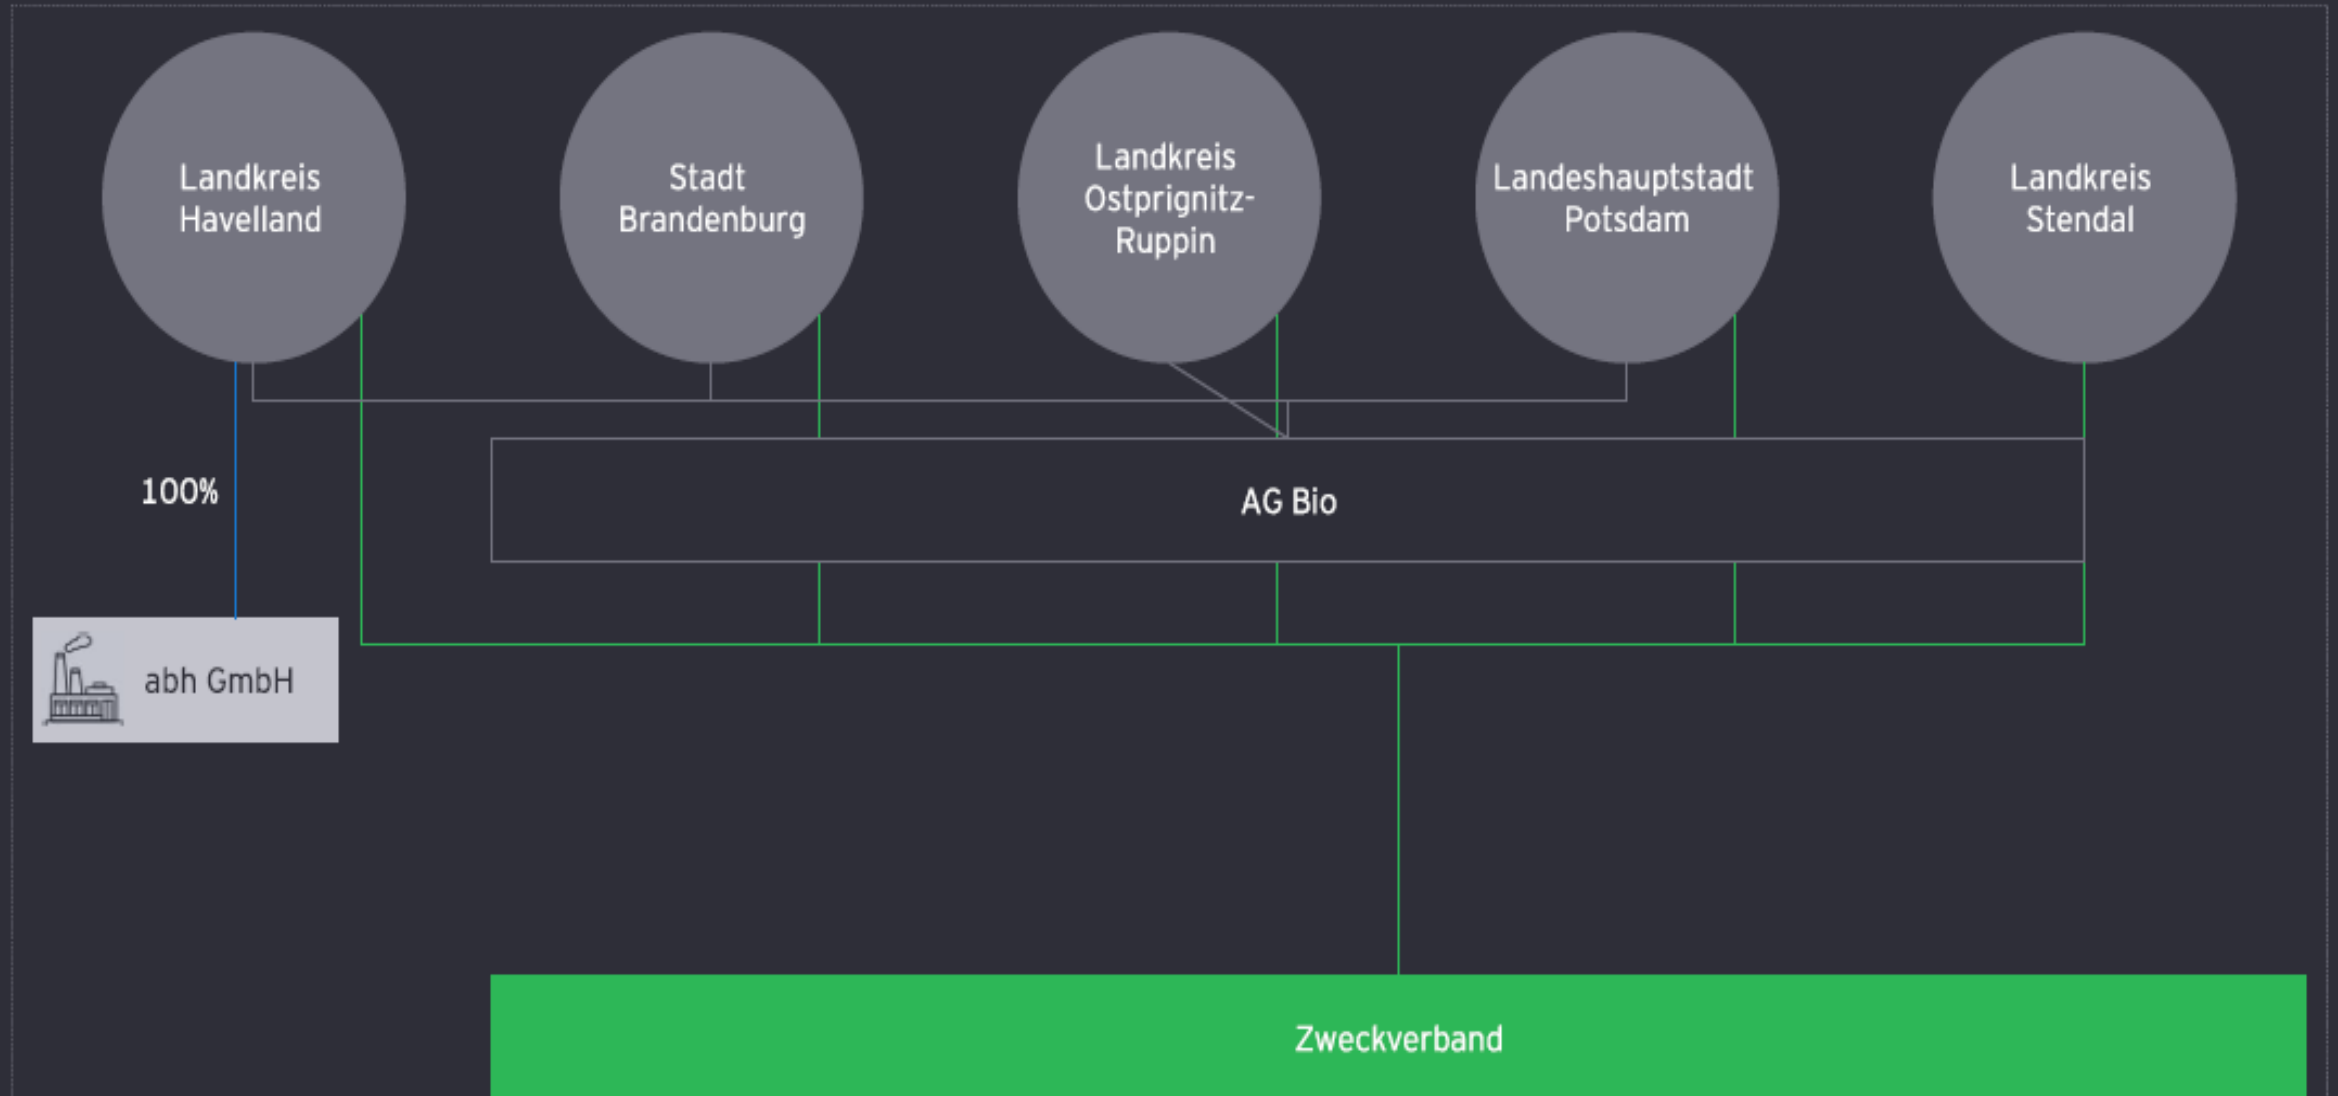 Landkreis
Havelland
Stadt
Brandenburg
Landkreis
Ostprignitz-
Ruppin
Landeshauptstadt
Potsdam
Landkreis
Stendal
100%
AG Bio
abh GmbH
Zweckverband